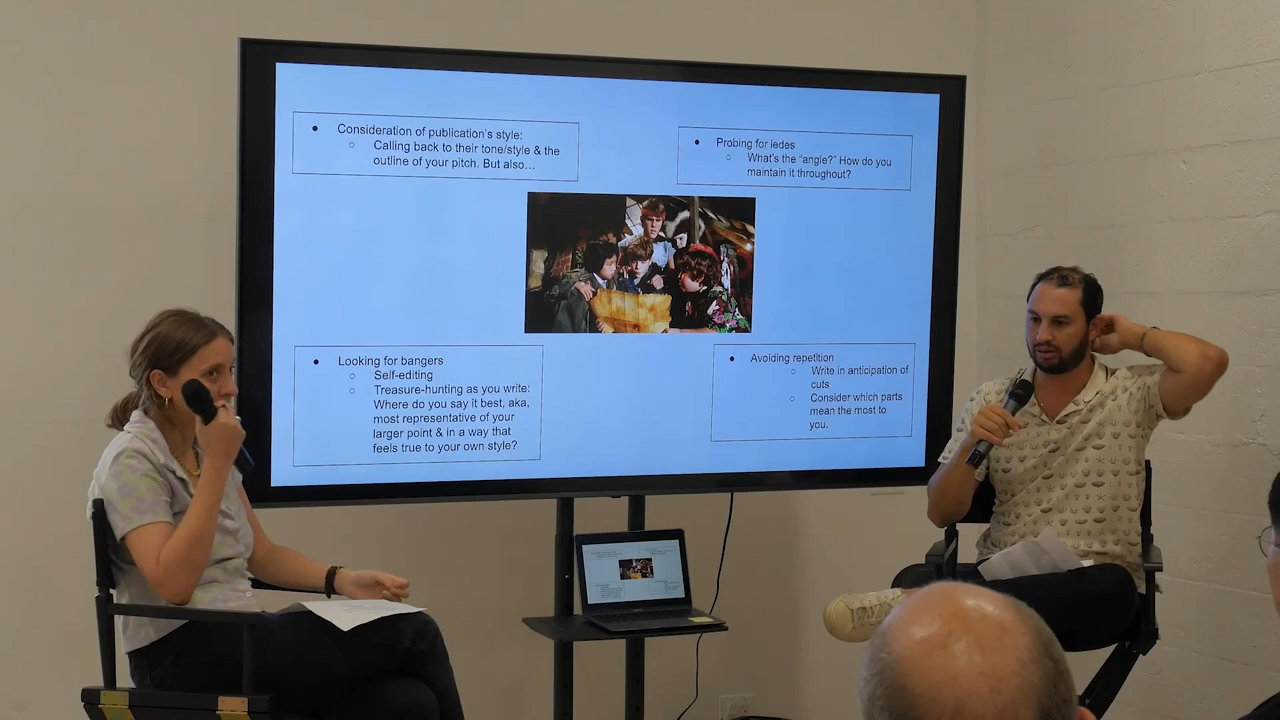 ● Consideration of publication's style:
○ Calling back to their tone/style & the
outline of your pitch. But also…
● Probing for ledes
○ What's the "angle?" How do you
maintain it throughout?
● Looking for bangers
○ Self-editing
○ Treasure-hunting as you write:
Where do you say it best, aka,
most representative of your
larger point & in a way that
feels true to your own style?
● Avoiding repetition
○ Write in anticipation of
cuts
○ Consider which parts
mean the most to
you.